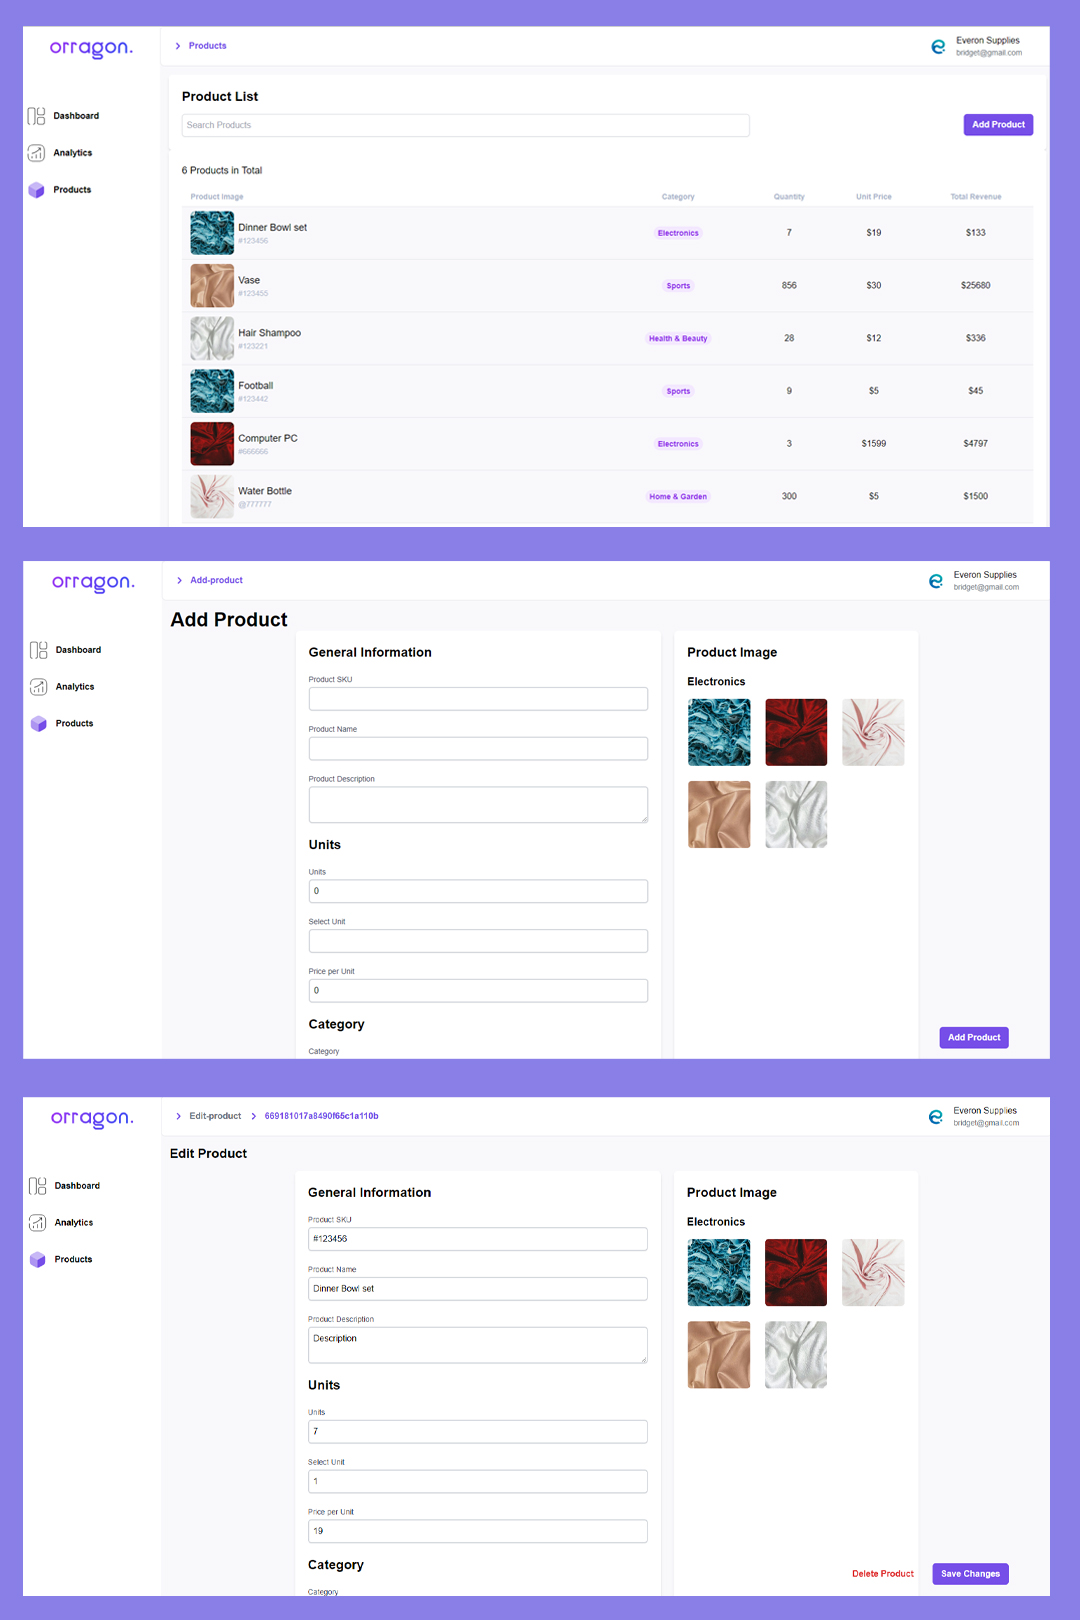 orragon.
Products
Everon Supplies
bridget@gmail.com
Dashboard
Analytics
Products
Product List
Search Products
Add Product
6 Products in Total
Product Image Category Quantity Unit Price Total Revenue
Dinner Bowl set
#123456
Electronics 7 $19 $133
Vase
#123455
Sports 856 $30 $25680
Hair Shampoo
#123221
Health & Beauty 28 $12 $336
Football
#123442
Sports 9 $5 $45
Computer PC
#666666
Electronics 3 $1599 $4797
Water Bottle
@777777
Home & Garden 300 $5 $1500
orragon.
Add-product
Everon Supplies
bridget@gmail.com
Dashboard
Analytics
Products
Add Product
General Information
Product SKU
Product Name
Product Description
Units
Units
0
Select Unit
Price per Unit
0
Category
Category
Product Image
Electronics
Add Product
orragon.
Edit-product 669181017a8490f65c1a110b
Everon Supplies
bridget@gmail.com
Dashboard
Analytics
Products
Edit Product
General Information
Product SKU
#123456
Product Name
Dinner Bowl set
Product Description
Description
Units
Units
7
Select Unit
1
Price per Unit
19
Category
Category
Product Image
Electronics
Delete Product
Save Changes